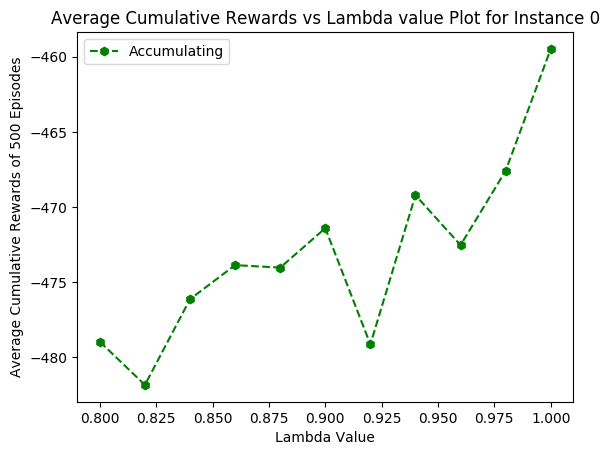 Average Cumulative Rewards vs Lambda value Plot for Instance 0
Accumulating
Average Cumulative Rewards of 500 Episodes
−460
−465
−470
−475
−480
0.800 0.825 0.850 0.875 0.900 0.925 0.950 0.975 1.000
Lambda Value